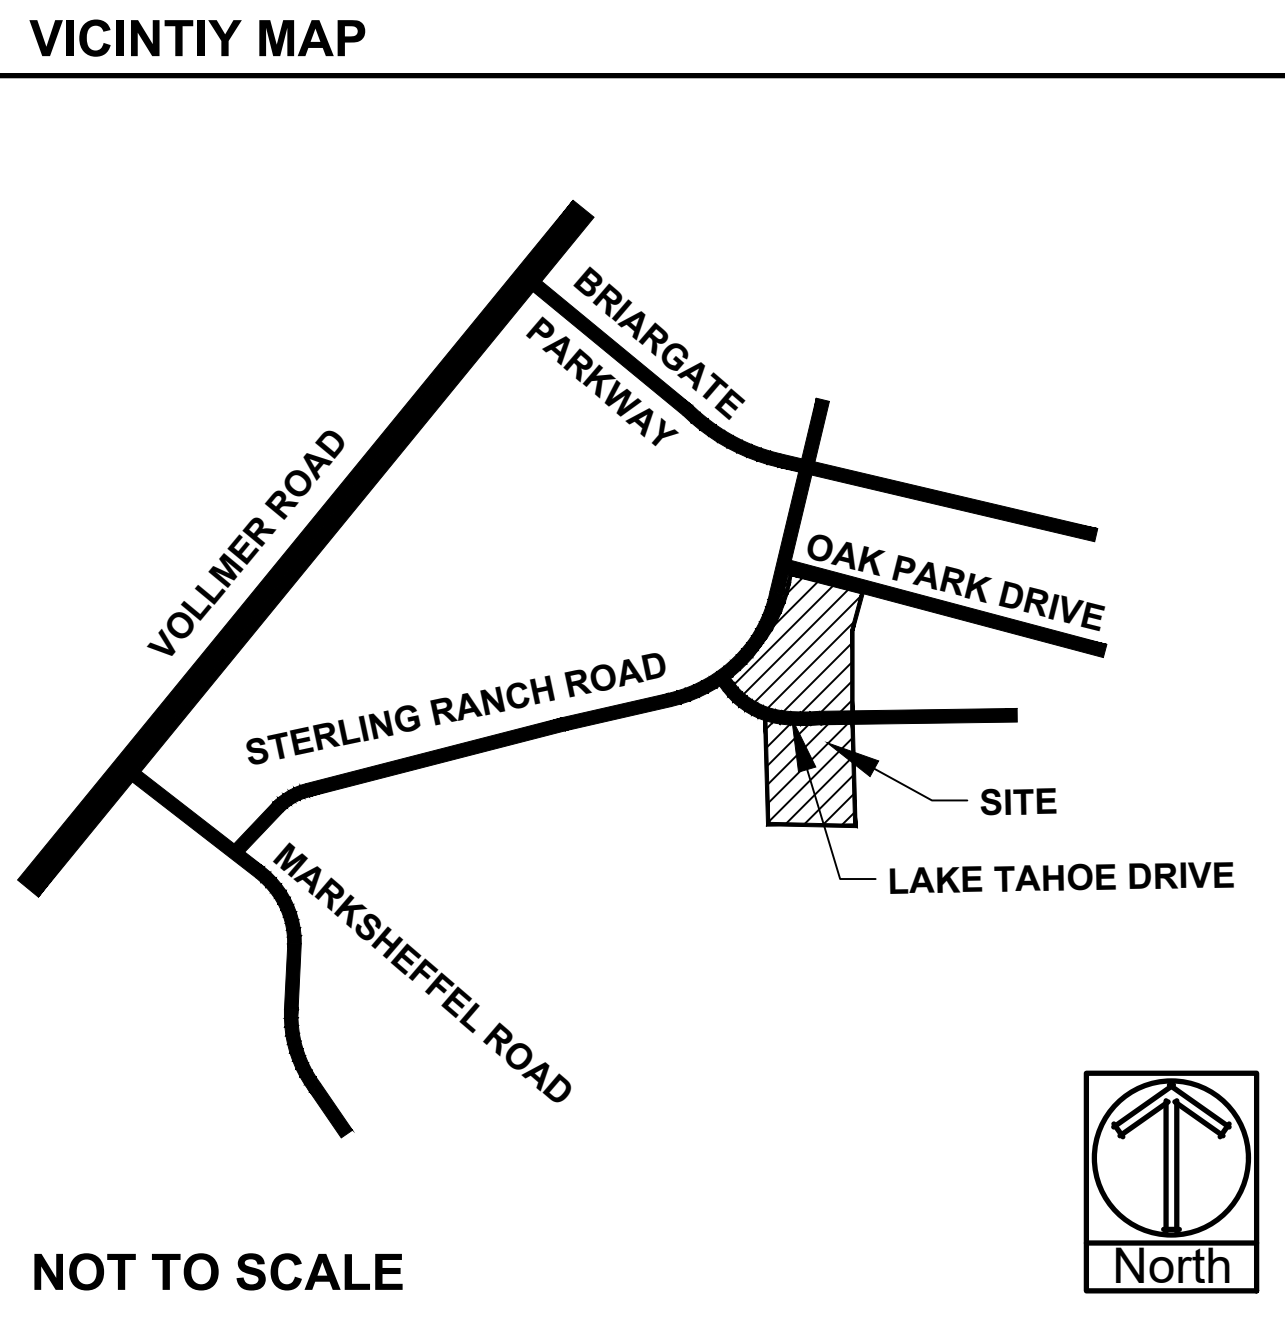 VICINTIY MAP
BRIARGATE
PARKWAY
VOLLMER ROAD
OAK PARK DRIVE
STERLING RANCH ROAD
SITE
LAKE TAHOE DRIVE
MARKSHEFFEL ROAD
NOT TO SCALE
North